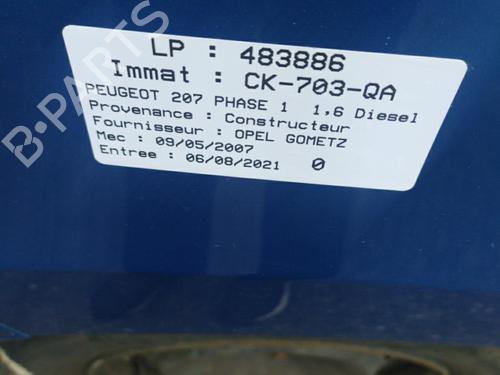 LP : 483886
Immat : CK-703-QA
PEUGEOT 207 PHASE 1 1,6 Diesel
Provenance : Constructeur
Fournisseur : OPEL GOMETZ
Mec : 09/05/2007
Entree : 06/08/2021 0
B-PARTS